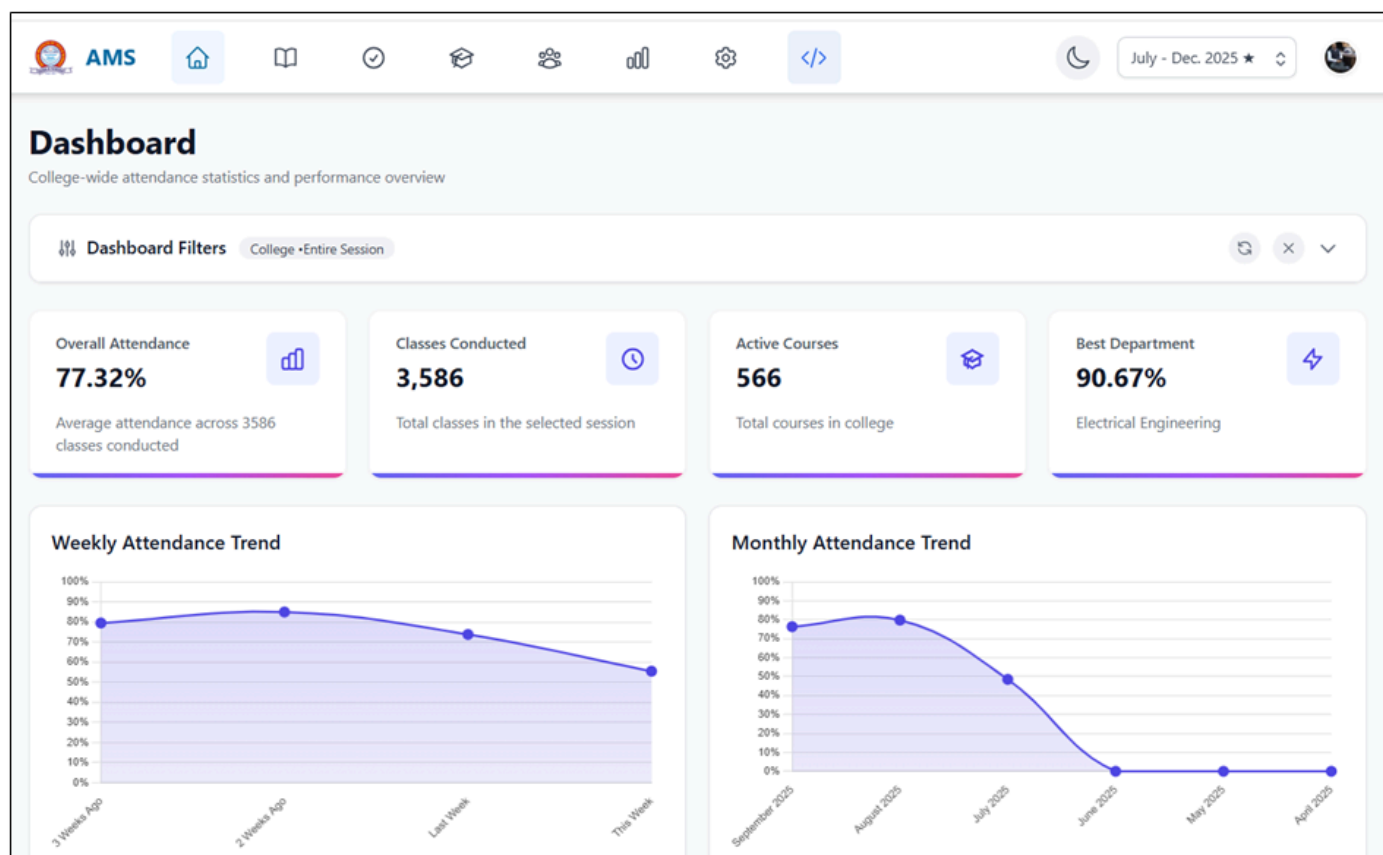 AMS
</>
July - Dec. 2025 ★
Dashboard
College-wide attendance statistics and performance overview
Dashboard Filters
College •Entire Session
Overall Attendance
77.32%
Average attendance across 3586
classes conducted
Classes Conducted
3,586
Total classes in the selected session
Active Courses
566
Total courses in college
Best Department
90.67%
Electrical Engineering
Weekly Attendance Trend
100%
90%
80%
70%
60%
50%
40%
30%
20%
10%
0%
3 Weeks Ago
2 Weeks Ago
Last Week
This Week
Monthly Attendance Trend
100%
90%
80%
70%
60%
50%
40%
30%
20%
10%
0%
September 2025
August 2025
July 2025
June 2025
May 2025
April 2025